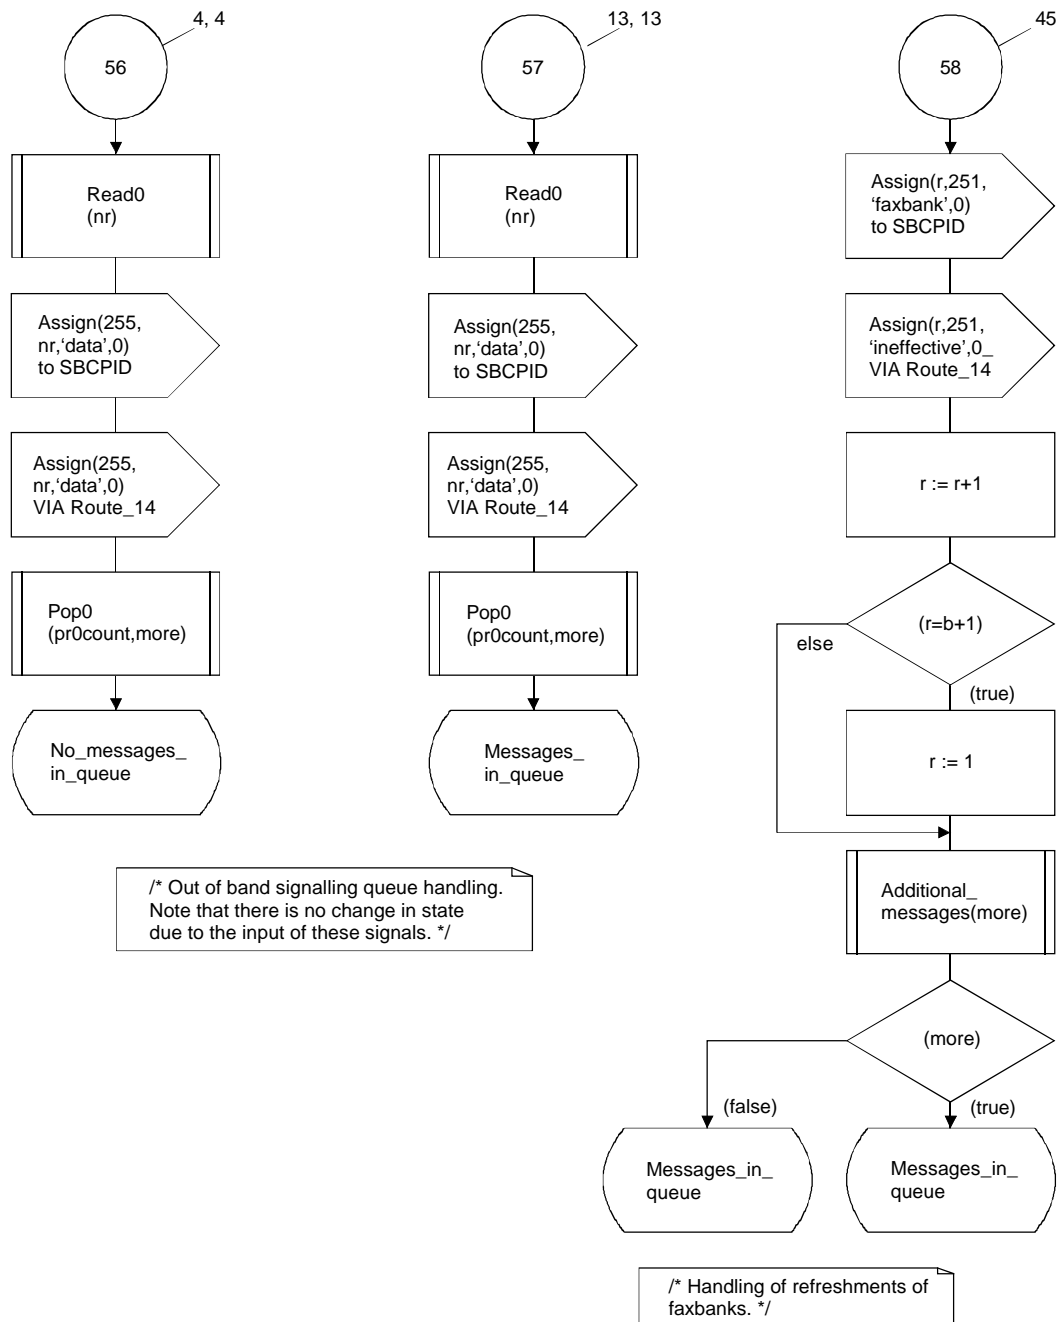 4, 4
56
Read0
(nr)
Assign(255,
nr,‘data’,0)
to SBCPID
Assign(255,
nr,‘data’,0)
VIA Route_14
Pop0
(pr0count,more)
No_messages_
in_queue
13, 13
57
Read0
(nr)
Assign(255,
nr,‘data’,0)
to SBCPID
Assign(255,
nr,‘data’,0)
VIA Route_14
Pop0
(pr0count,more)
Messages_
in_queue
/* Out of band signalling queue handling.
Note that there is no change in state
due to the input of these signals. */
45
58
Assign(r,251,
‘faxbank’,0)
to SBCPID
Assign(r,251,
‘ineffective’,0_
VIA Route_14
r := r+1
(r=b+1)
else
(true)
r := 1
Additional_
messages(more)
(more)
(false)
(true)
Messages_in_
queue
Messages_in_
queue
/* Handling of refreshments of
faxbanks. */